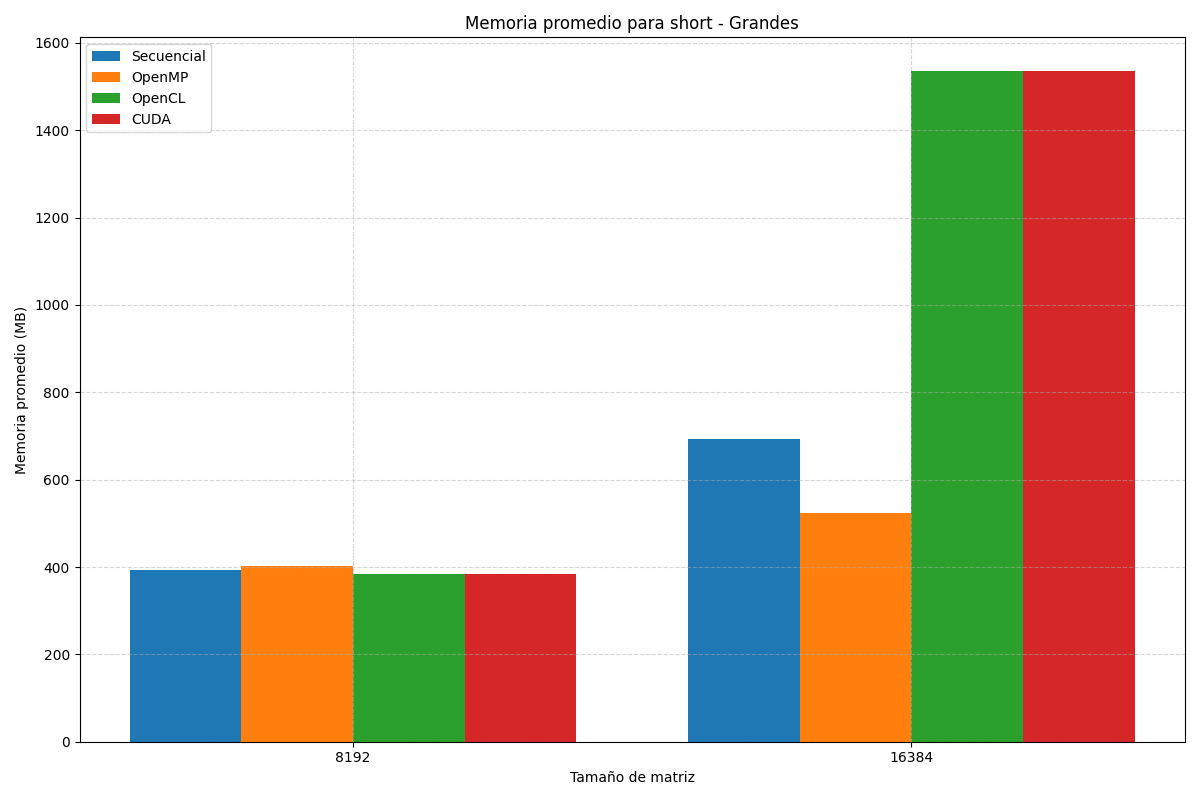 Memoria promedio para short - Grandes
Secuencial
OpenMP
OpenCL
CUDA
Memoria promedio (MB)
1600
1400
1200
1000
800
600
400
200
0
8192
16384
Tamaño de matriz